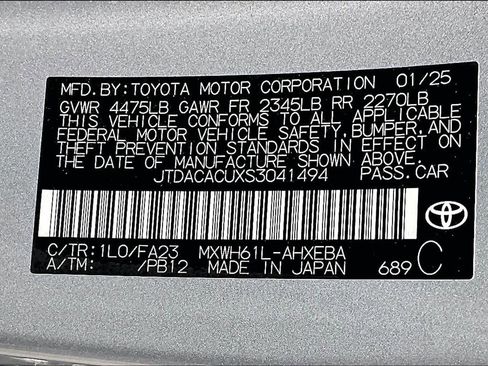 MFD.BY:TOYOTA MOTOR CORPORATION 01/25
GVWR 4475LB GAWR FR 2345LB RR 2270LB
THIS VEHICLE CONFORMS TO ALL APPLICABLE
FEDERAL MOTOR VEHICLE SAFETY,BUMPER,AND
THEFT PREVENTION STANDARDS IN EFFECT ON
THE DATE OF MANUFACTURE SHOWN ABOVE.
JTDACACUXS3041494 PASS.CAR
C/TR:1L0/FA23 MXWH61L-AHXEBA
A/TM: /PB12 MADE IN JAPAN 689 C